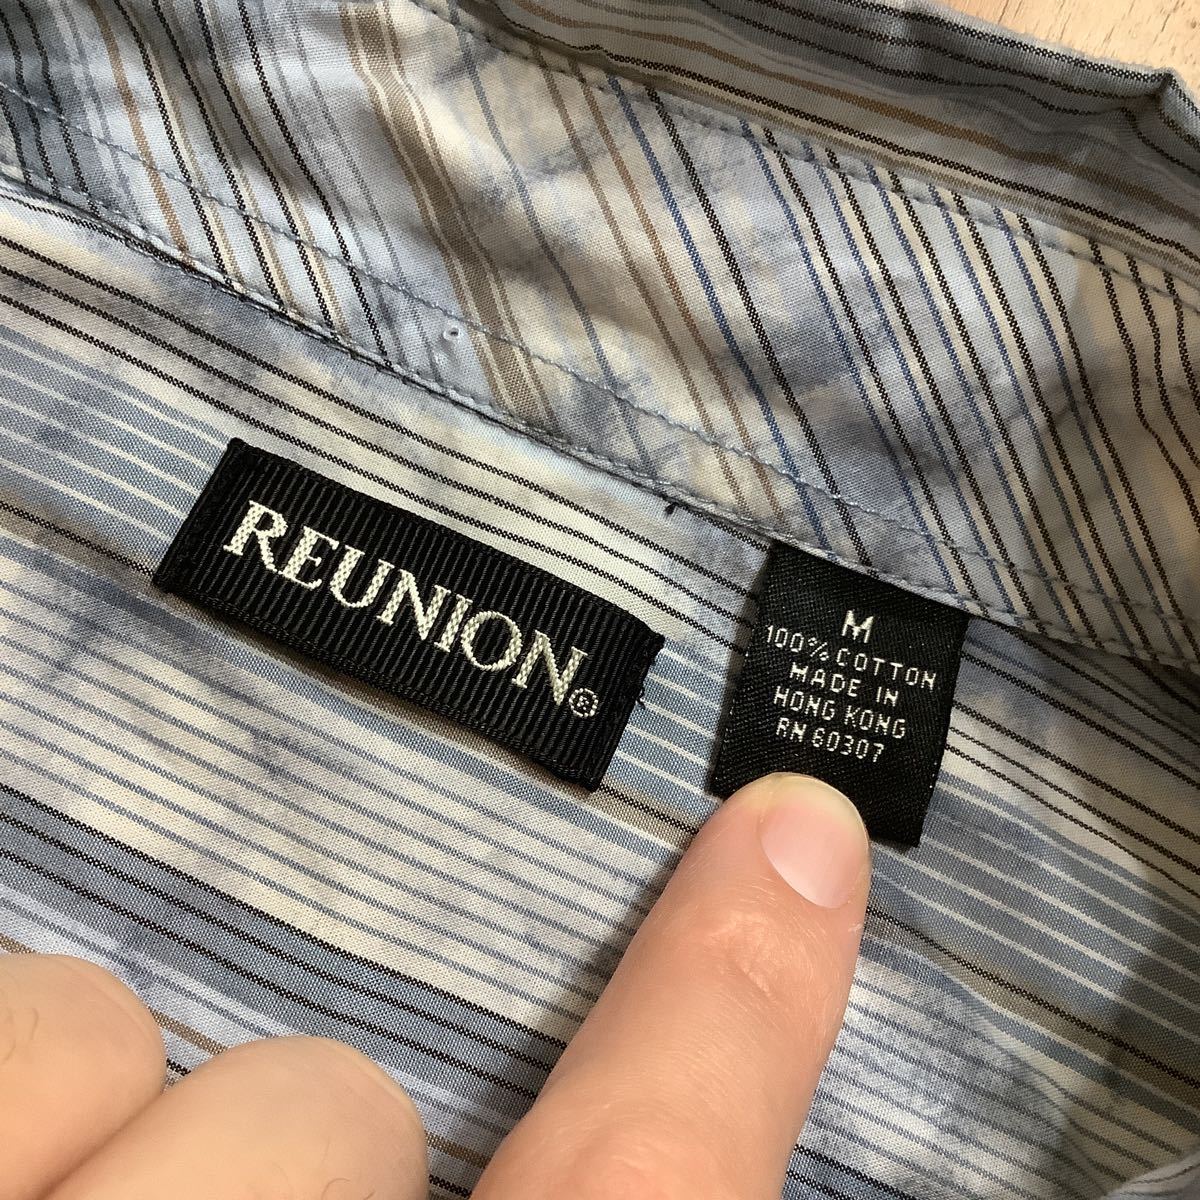 REUNION®
M
100% COTTON
MADE IN
HONG KONG
RN 60307